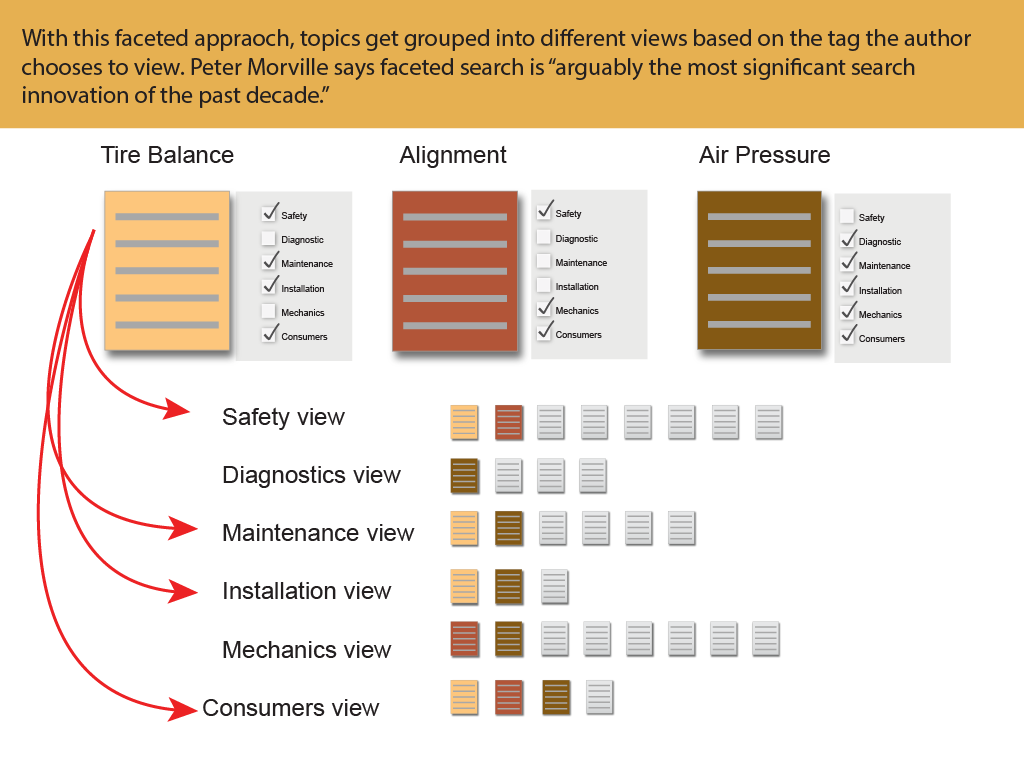 With this faceted appraoch, topics get grouped into different views based on the tag the author
chooses to view. Peter Morville says faceted search is “arguably the most significant search
innovation of the past decade.”
Tire Balance
Alignment
Air Pressure
Safety
Diagnostic
Maintenance
Installation
Mechanics
Consumers
Safety
Diagnostic
Maintenance
Installation
Mechanics
Consumers
Safety
Diagnostic
Maintenance
Installation
Mechanics
Consumers
Safety view
Diagnostics view
Maintenance view
Installation view
Mechanics view
Consumers view